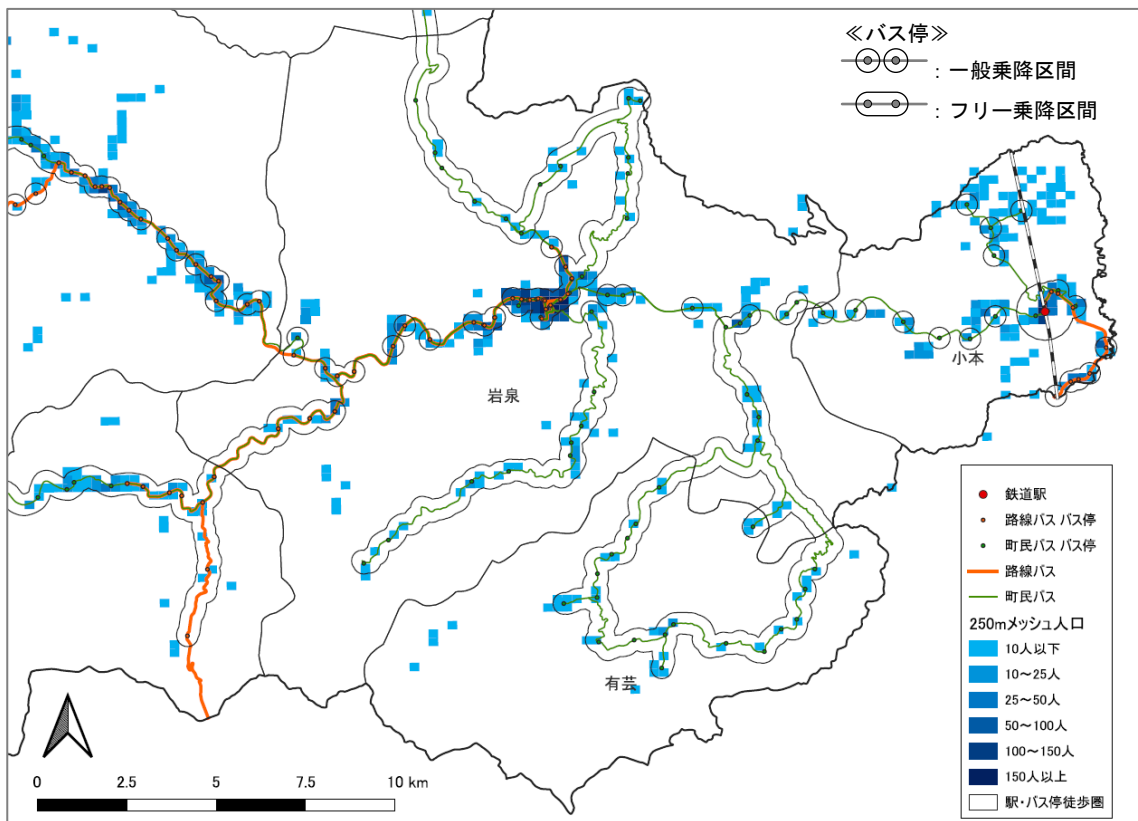 ≪バス停≫
：一般乗降区間
：フリー乗降区間
小本
岩泉
有芸
鉄道駅
路線バス バス停
町民バス バス停
路線バス
町民バス
250mメッシュ人口
10人以下
10～25人
25～50人
50～100人
100～150人
150人以上
駅・バス停徒歩圏
0 2.5 5 7.5 10 km